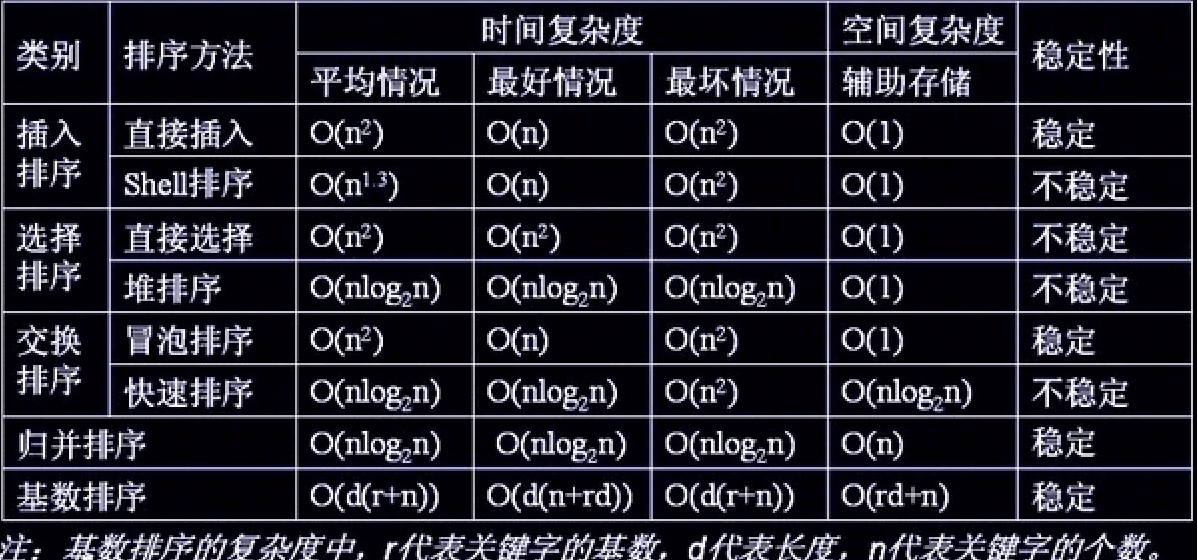 类别 排序方法 时间复杂度 空间复杂度 稳定性
平均情况 最好情况 最坏情况 辅助存储
插入排序 直接插入 O(n²) O(n) O(n²) O(1) 稳定
Shell排序 O(n¹·³) O(n) O(n²) O(1) 不稳定
选择排序 直接选择 O(n²) O(n²) O(n²) O(1) 不稳定
堆排序 O(nlog₂n) O(nlog₂n) O(nlog₂n) O(1) 不稳定
交换排序 冒泡排序 O(n²) O(n) O(n²) O(1) 稳定
快速排序 O(nlog₂n) O(nlog₂n) O(n²) O(nlog₂n) 不稳定
归并排序 O(nlog₂n) O(nlog₂n) O(nlog₂n) O(n) 稳定
基数排序 O(d(r+n)) O(d(n+rd)) O(d(r+n)) O(rd+n) 稳定
注：基数排序的复杂度中，r代表关键字的基数，d代表长度，n代表关键字的个数。